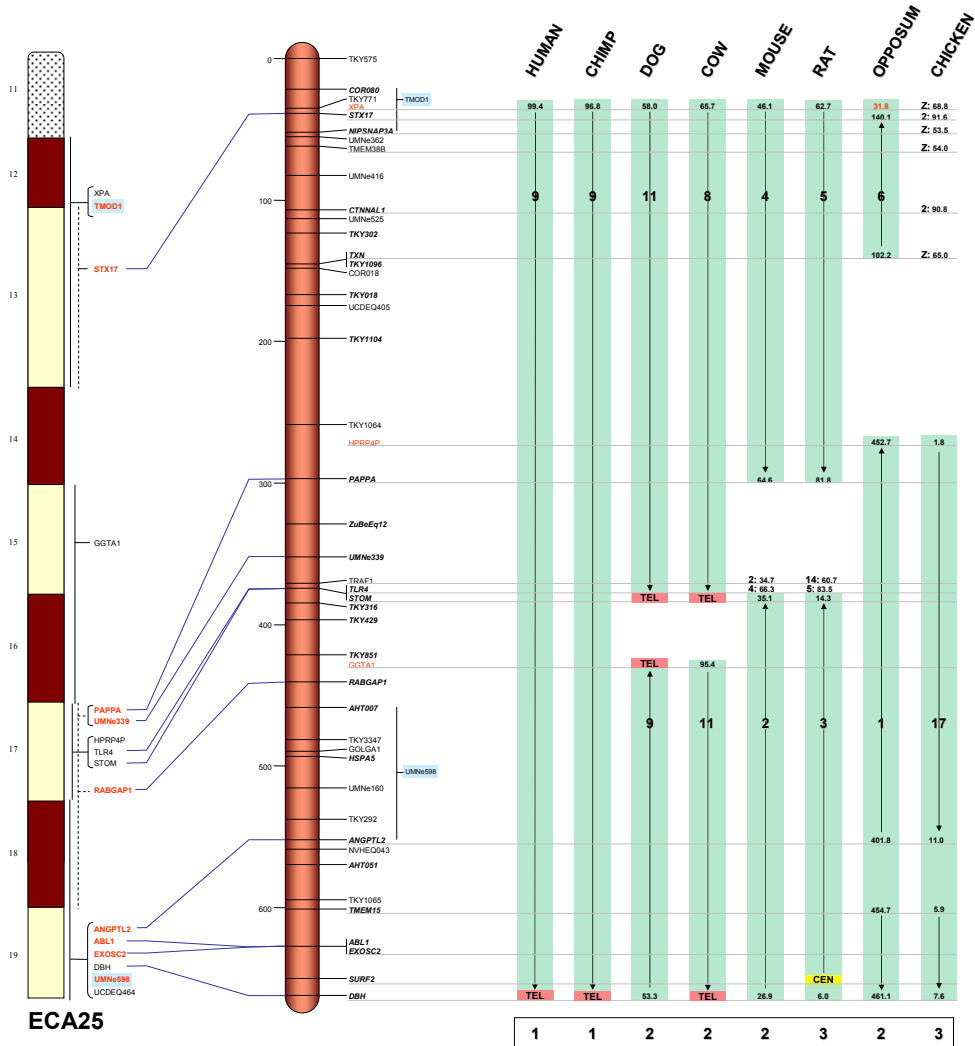 HUMAN CHIMP DOG COW MOUSE RAT OPPOSUM CHICKEN
11
12
13
14
15
16
17
18
19
XPA
TMOD1
STX17
GGTA1
PAPPA
UMNe339
HPRP4P
TLR4
STOM
RABGAP1
ANGPTL2
ABL1
EXOSC2
DBH
UMNe598
UCDEQ464
ECA25
0
100
200
300
400
500
600
TKY575
COR080
TKY771
XPA
STX17
NIPSNAP3A
UMNe362
TMEM38B
UMNe416
CTNNAL1
UMNe525
TKY302
TXN
TKY1096
COR018
TKY018
UCDEQ405
TKY1104
TKY1064
HPRP4P
PAPPA
ZuBeEq12
UMNe339
TRAF1
TLR4
STOM
TKY316
TKY429
TKY851
GGTA1
RABGAP1
AHT007
TKY3347
GOLGA1
HSPA5
UMNe160
TKY292
ANGPTL2
NVHEQ043
AHT051
TKY1065
TMEM15
ABL1
EXOSC2
SURF2
DBH
TMOD1
UMNe598
99.4 96.8 58.0 65.7 46.1 62.7 31.8 Z: 68.8
140.1 2: 91.6
Z: 53.5
Z: 54.0
9 9 11 8 4 5 6
2: 90.8
102.2 Z: 65.0
452.7 1.8
64.6 81.8
2: 34.7 14: 60.7
4: 66.3 5: 83.5
TEL TEL 35.1 14.3
TEL 95.4
9 11 2 3 1 17
401.8 11.0
454.7 5.9
CEN
TEL TEL 53.3 TEL 26.9 6.0 461.1 7.6
1 1 2 2 2 3 2 3